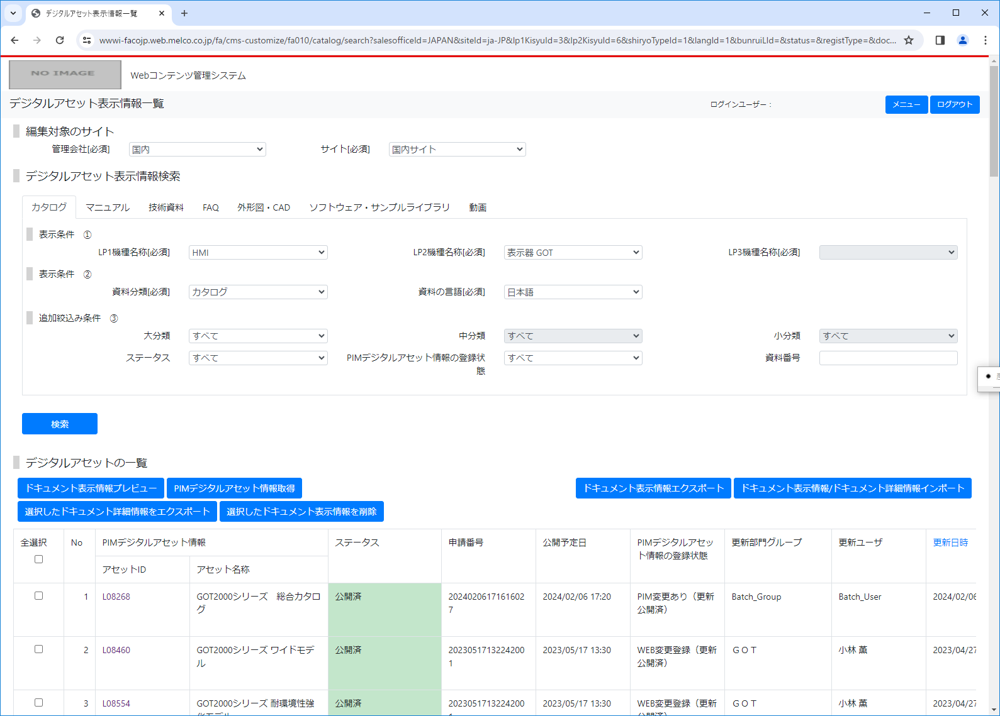 デジタルアセット表示情報一覧
wwwi-facojp.web.melco.co.jp/fa/cms-customize/fa010/catalog/search?salesofficeId=JAPAN&siteId=ja-JP&lp1KisyuId=3&lp2KisyuId=6&shiryoTypeId=1&langId=1&bunruiLId=&status=&registType=&doc...
NO IMAGE Webコンテンツ管理システム
デジタルアセット表示情報一覧 ログインユーザー： メニュー ログアウト
編集対象のサイト
管理会社[必須] 国内 サイト[必須] 国内サイト
デジタルアセット表示情報検索
カタログ マニュアル 技術資料 FAQ 外形図・CAD ソフトウェア・サンプルライブラリ 動画
表示条件 ①
LP1機種名称[必須] HMI LP2機種名称[必須] 表示器 GOT LP3機種名称[必須]
表示条件 ②
資料分類[必須] カタログ 資料の言語[必須] 日本語
追加絞込み条件 ③
大分類 すべて 中分類 すべて 小分類 すべて
ステータス すべて PIMデジタルアセット情報の登録状 すべて 資料番号
態
検索
デジタルアセットの一覧
ドキュメント表示情報プレビュー PIMデジタルアセット情報取得 ドキュメント表示情報エクスポート ドキュメント表示情報/ドキュメント詳細情報インポート
選択したドキュメント詳細情報をエクスポート 選択したドキュメント表示情報を削除
全選択 No PIMデジタルアセット情報 ステータス 申請番号 公開予定日 PIMデジタルアセッ 更新部門グループ 更新ユーザ 更新日時
ト情報の登録状態
アセットID アセット名称
1 L08268 GOT2000シリーズ　総合カタロ 公開済 2024020617161602 2024/02/06 17:20 PIM変更あり（更新 Batch_Group Batch_User 2024/02/06
グ 7 公開済）
2 L08460 GOT2000シリーズ ワイドモデ 公開済 2023051713224200 2023/05/17 13:30 WEB変更登録（更新 ＧＯＴ 小林 薫 2023/04/27
ル 1 公開済）
3 L08554 GOT2000シリーズ 耐環境性強 公開済 2023051713224200 2023/05/17 13:30 WEB変更登録（更新 ＧＯＴ 小林 薫 2023/04/27
化モデル 1 公開済）